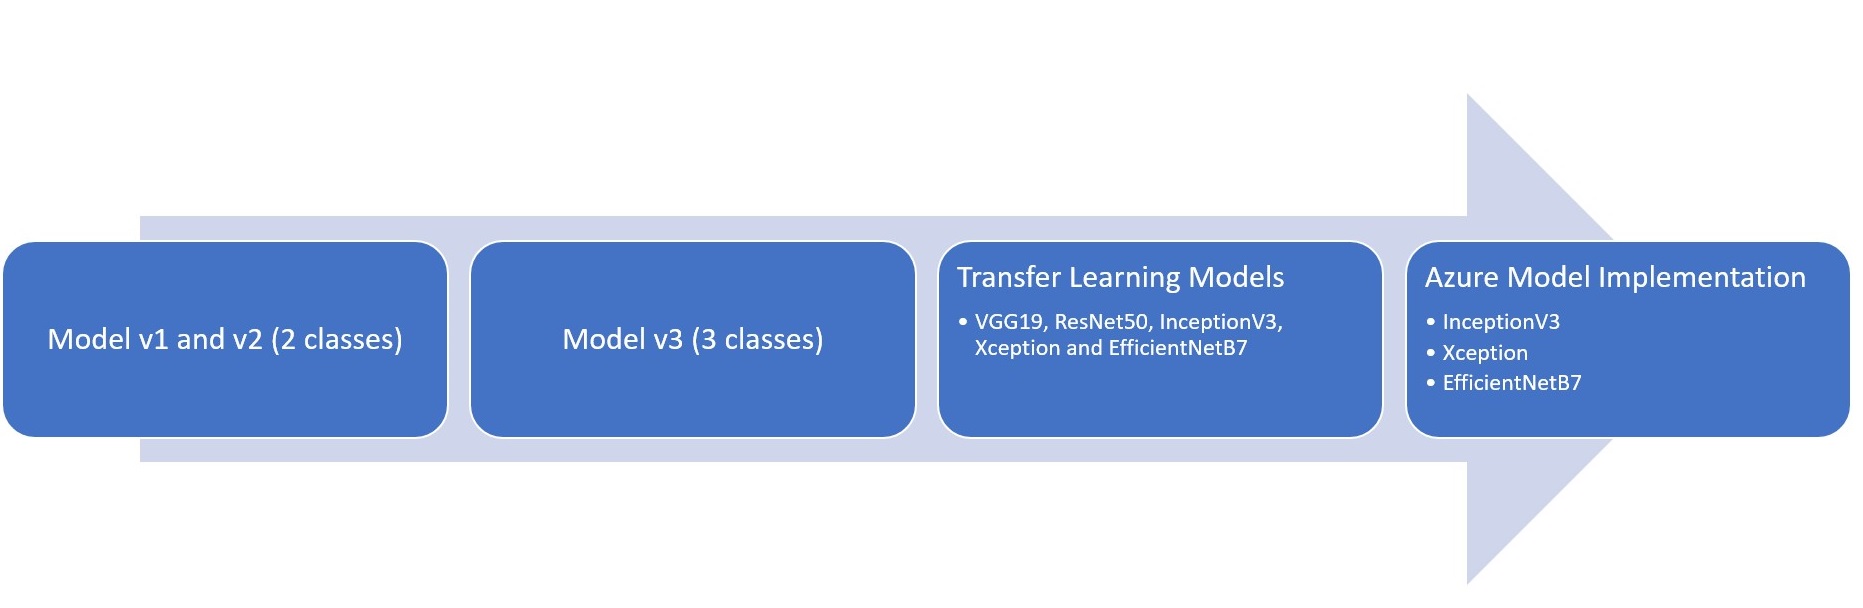 Model v1 and v2 (2 classes)
Model v3 (3 classes)
Transfer Learning Models
• VGG19, ResNet50, InceptionV3,
Xception and EfficientNetB7
Azure Model Implementation
• InceptionV3
• Xception
• EfficientNetB7